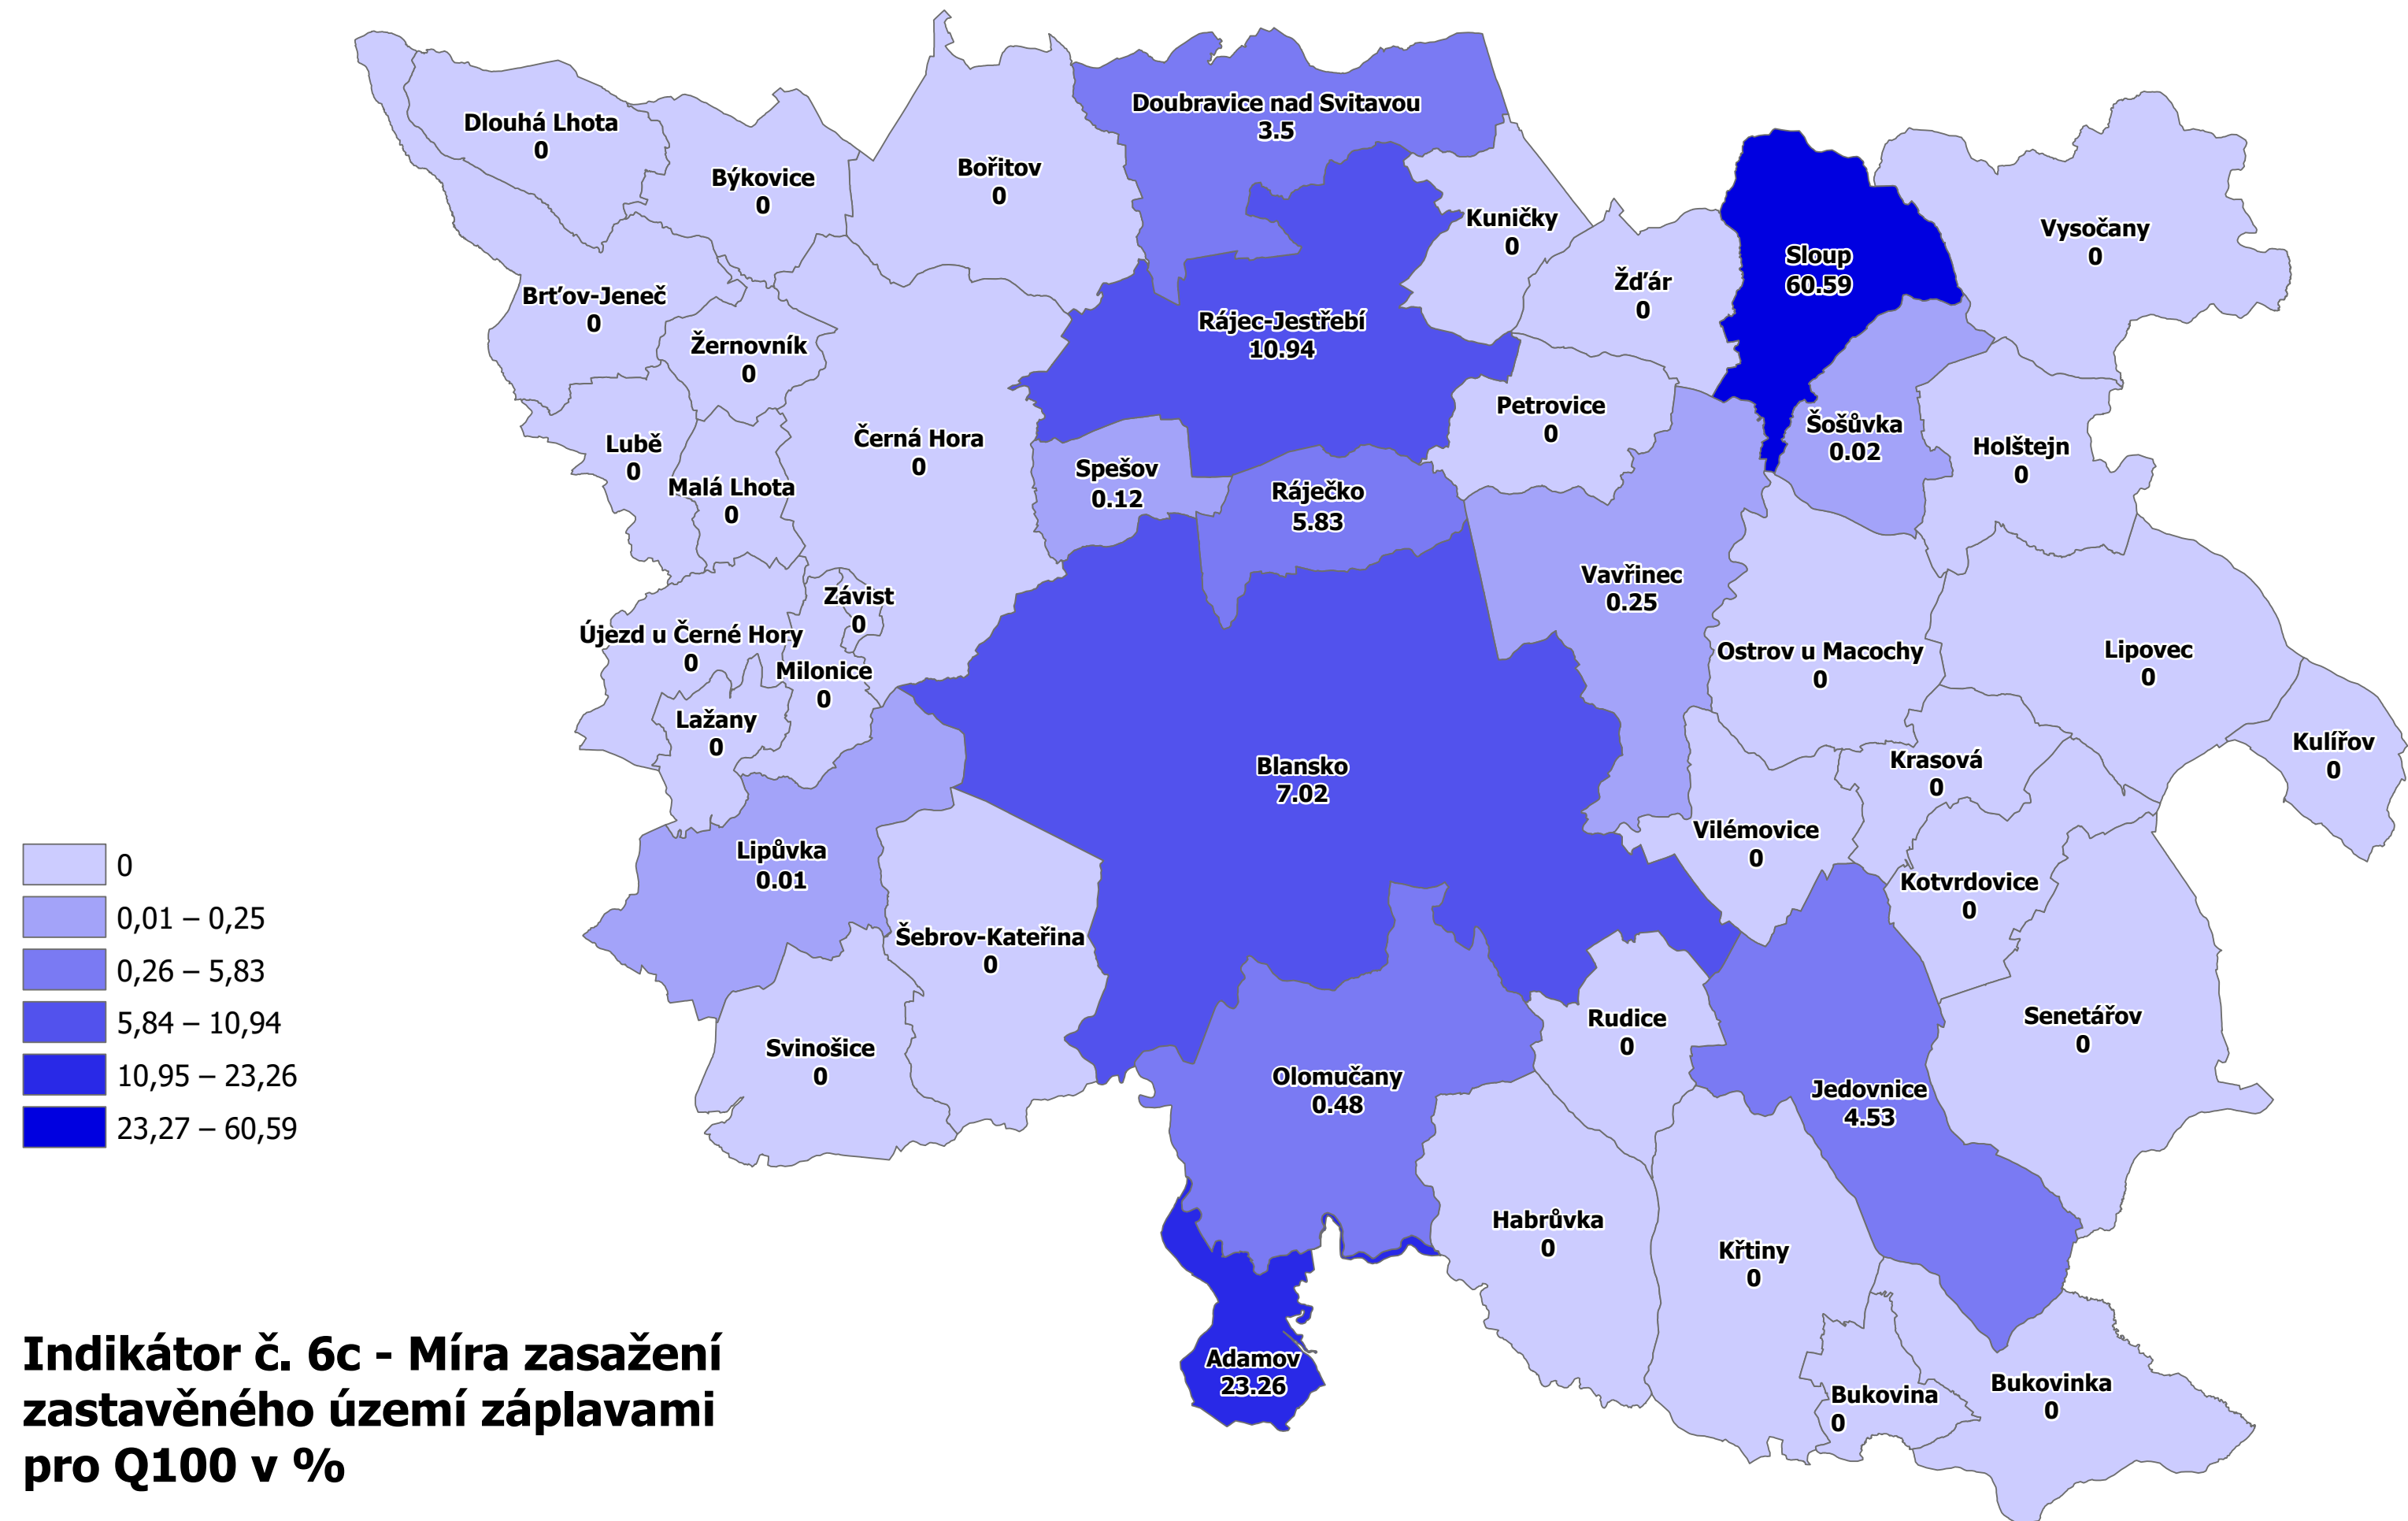 Dlouhá Lhota
0
Býkovice
0
Bořitov
0
Doubravice nad Svitavou
3.5
Kuničky
0
Žďár
0
Sloup
60.59
Vysočany
0
Brťov-Jeneč
0
Žernovník
0
Rájec-Jestřebí
10.94
Petrovice
0
Šošůvka
0.02
Holštejn
0
Lubě
0
Malá Lhota
0
Černá Hora
0
Spešov
0.12
Ráječko
5.83
Vavřinec
0.25
Závist
0
Újezd u Černé Hory
0
Milonice
0
Lažany
0
Ostrov u Macochy
0
Lipovec
0
Kulířov
0
Krasová
0
Blansko
7.02
Vilémovice
0
Lipůvka
0.01
Kotvrdovice
0
Šebrov-Kateřina
0
Svinošice
0
Rudice
0
Senetářov
0
Olomučany
0.48
Jedovnice
4.53
Habrůvka
0
Křtiny
0
Adamov
23.26
Bukovina
0
Bukovinka
0
0
0,01 – 0,25
0,26 – 5,83
5,84 – 10,94
10,95 – 23,26
23,27 – 60,59
Indikátor č. 6c - Míra zasažení
zastavěného území záplavami
pro Q100 v %